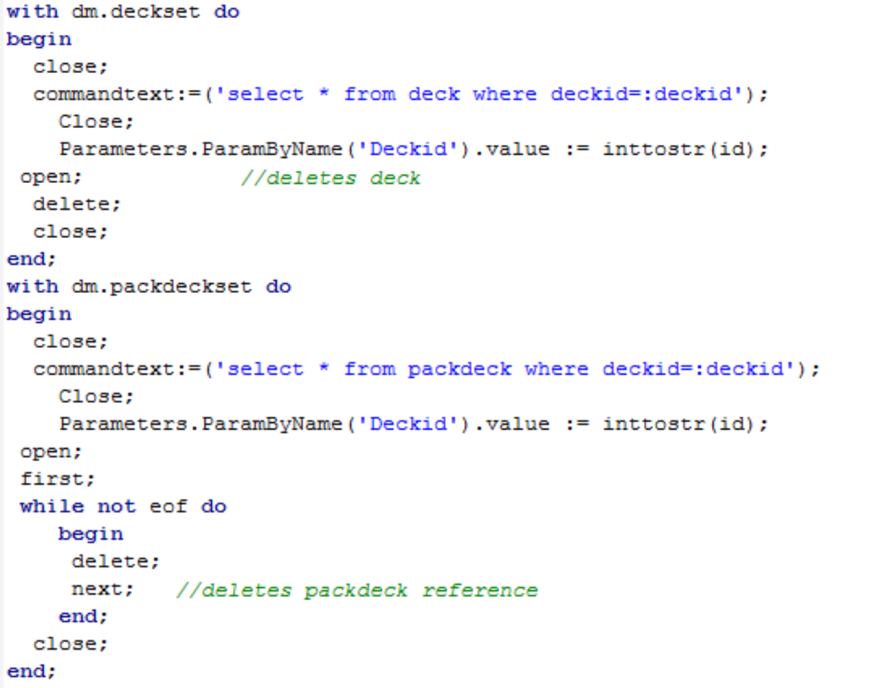 with dm.deckset do
begin
  close;
  commandtext:=('select * from deck where deckid=:deckid');
    Close;
    Parameters.ParamByName('Deckid').value := inttostr(id);
 open;            //deletes deck
  delete;
  close;
end;
with dm.packdeckset do
begin
  close;
  commandtext:=('select * from packdeck where deckid=:deckid');
    Close;
    Parameters.ParamByName('Deckid').value := inttostr(id);
 open;
 first;
 while not eof do
    begin
     delete;
     next;   //deletes packdeck reference
    end;
  close;
end;